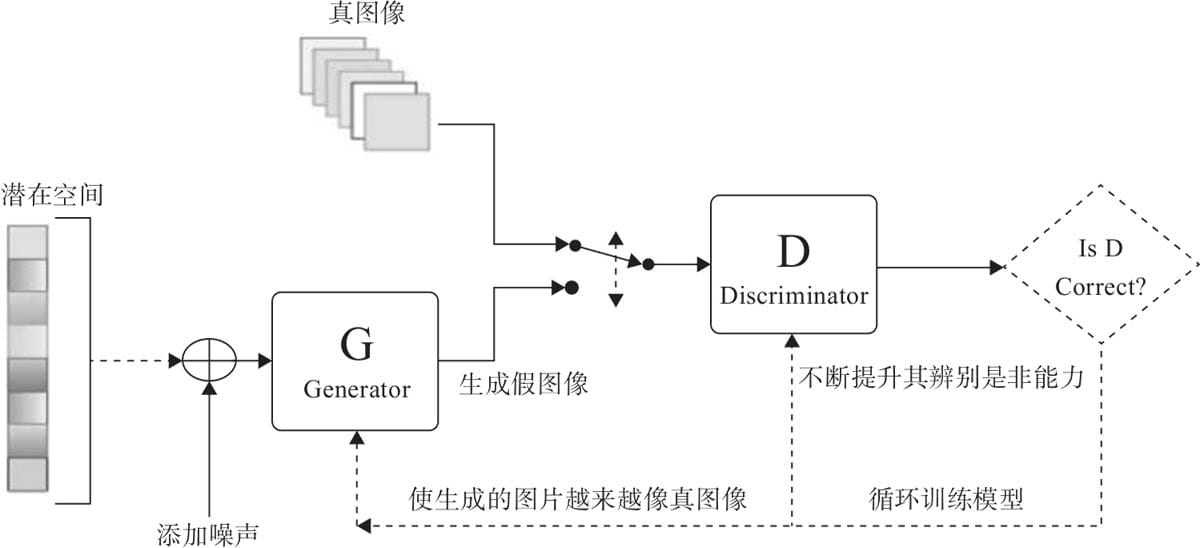 真图像
潜在空间
G
Generator
添加噪声
生成假图像
D
Discriminator
Is D
Correct?
不断提升其辨别是非能力
使生成的图片越来越像真图像
循环训练模型